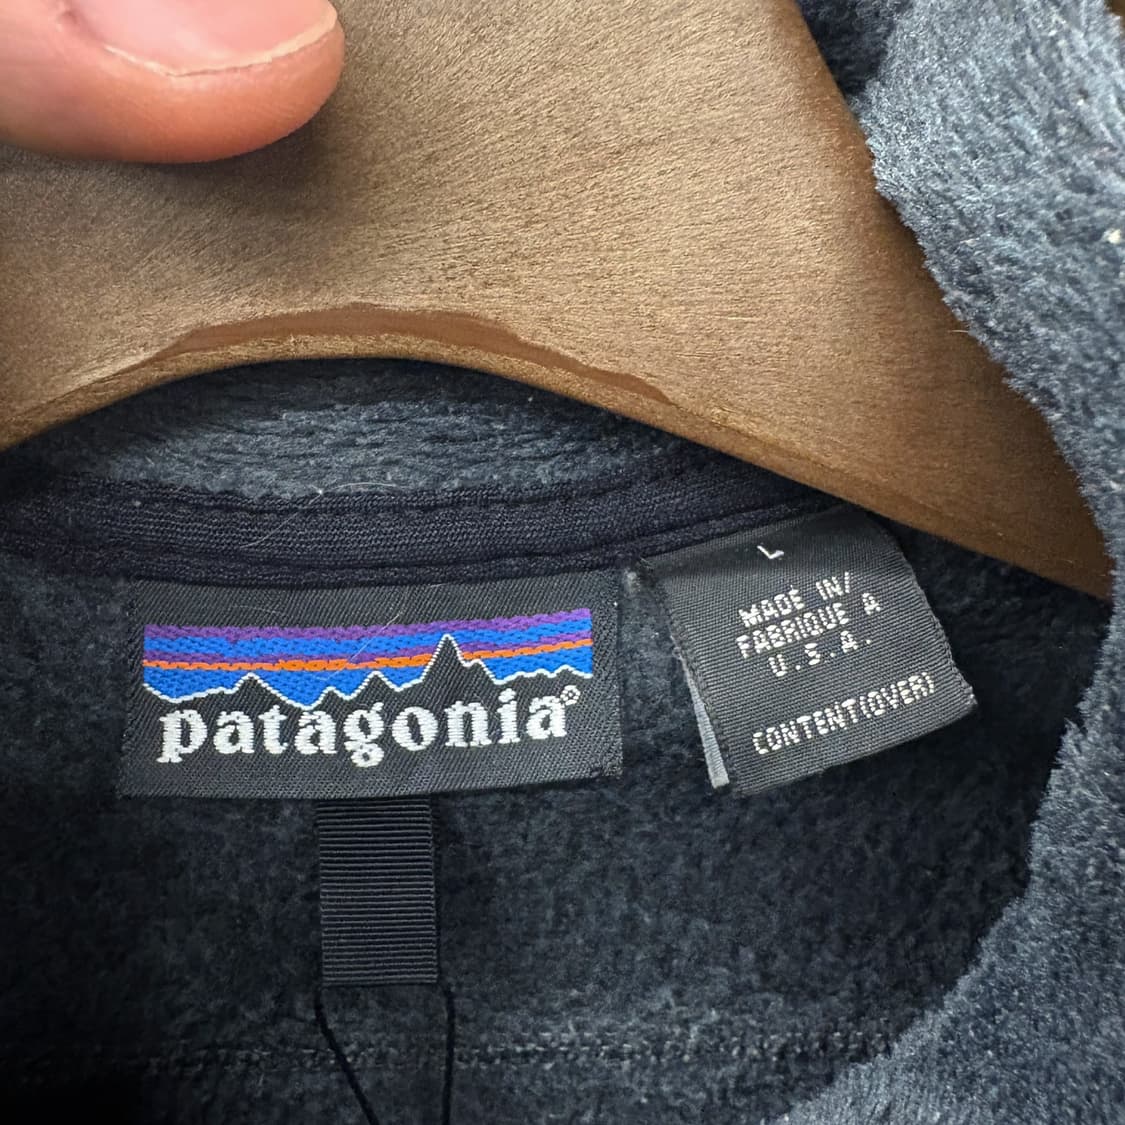 patagonia®
L
MADE IN/
FABRIQUE A
U.S.A.
CONTENT(OVER)